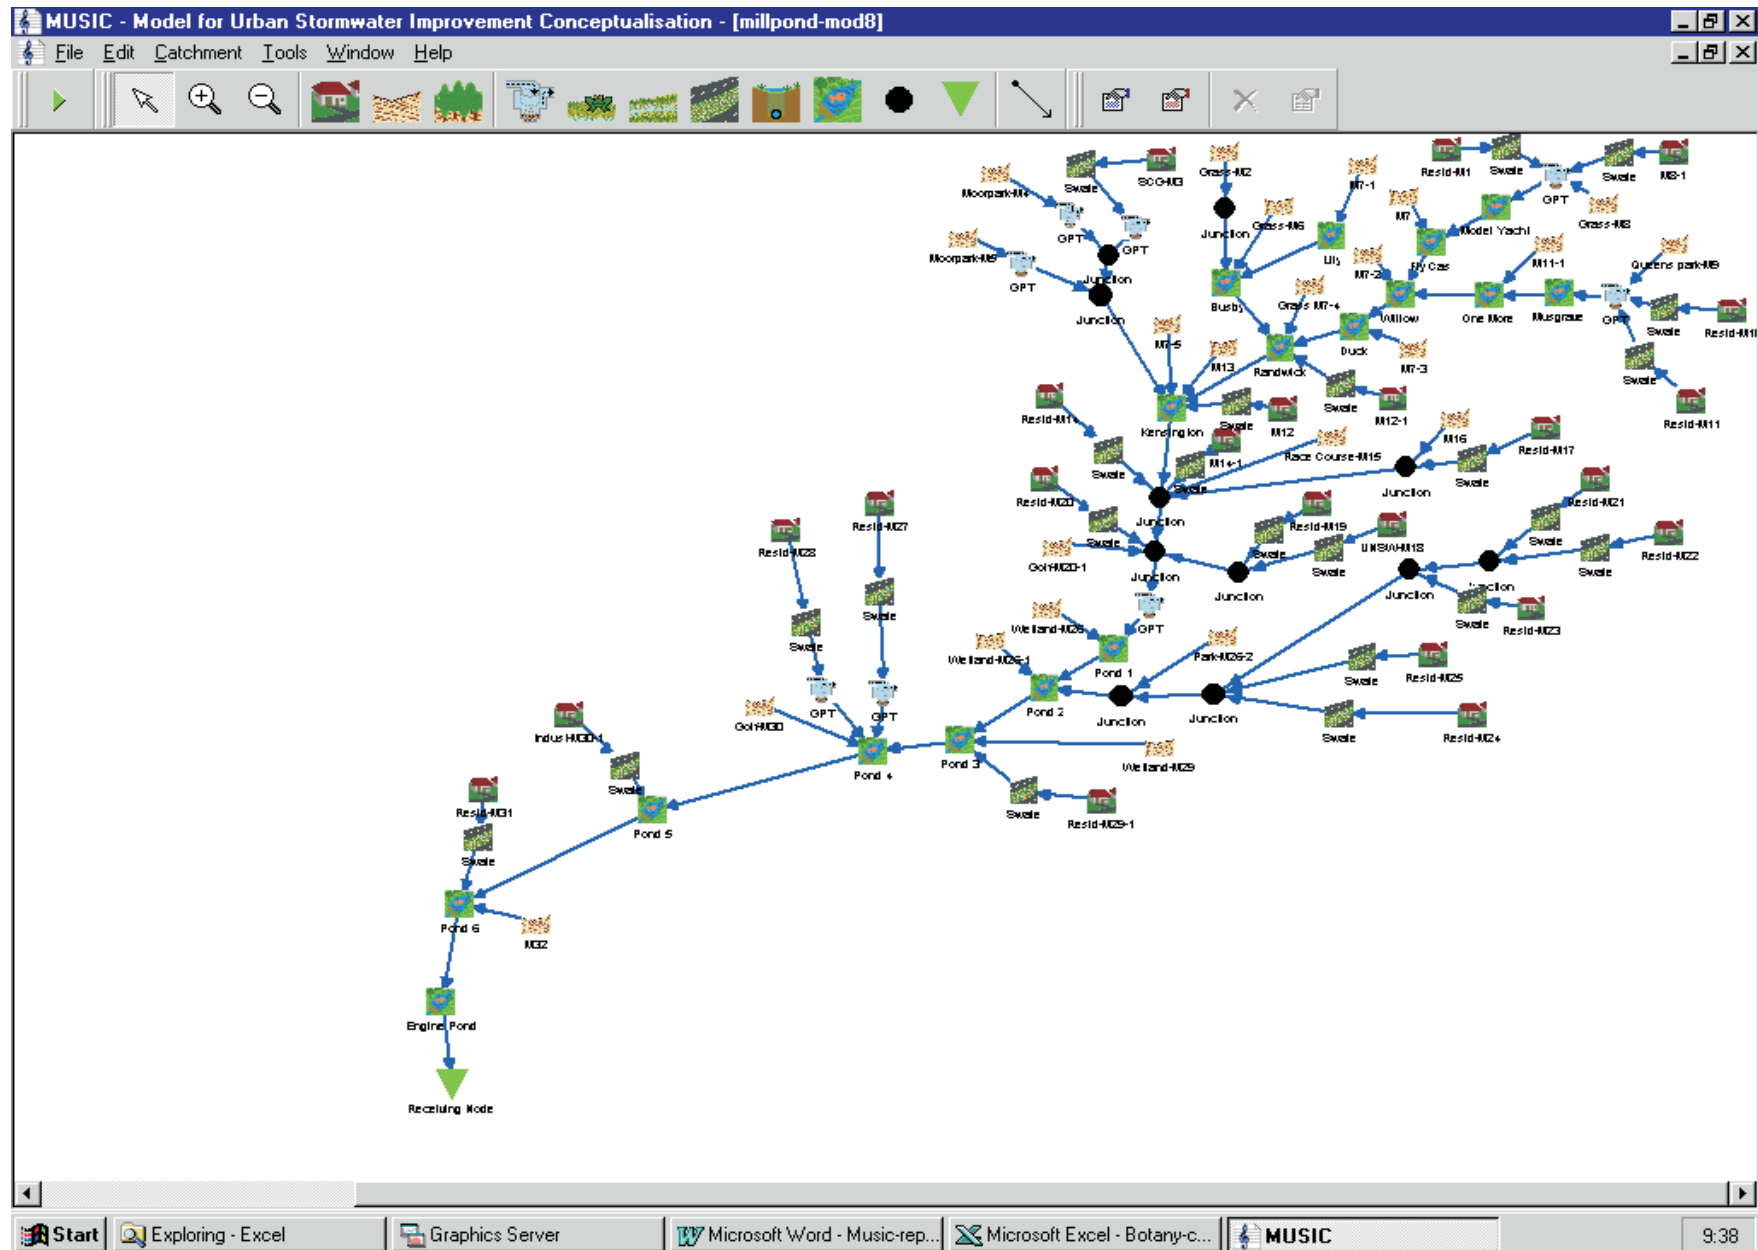 MUSIC - Model for Urban Stormwater Improvement Conceptualisation - [millpond-mod8]
File Edit Catchment Tools Window Help
Resid-M1 Swale Swale M8-1
GPT
Grass-M8
Moorpark-M4 Swale SCG-M3 Grass-M2 M7-1 M7 Model Yacht
GPT GPT Junction Grass-M6 Lily Fly Cas M11-1 Queens park-M9
Moorpark-M5 GPT Junction M7-2
Junction Busby Grass M7-4 Willow One More Musgrave GPT Swale
M7-5 M13 Randwick Duck M7-3 Swale
Resid-M11
Kensington Swale M12 Swale M12-1
Swale M14-1 Race Course-M15 M16 Resid-M17
Swale Junction Swale
Resid-M20 Junction Resid-M19 UNSW-M18 Resid-M21
Swale Swale Swale Swale Resid-M22
Golf-M20-1 Junction Junction Swale
Junction Junction Swale Resid-M23
Resid-M28 Resid-M27
Swale Swale
GPT GPT
Wetland-M26 GPT
Wetland-M26-1 Pond 1 Park-M26-2 Swale Resid-M25
Pond 2 Junction Junction Swale Resid-M24
Golf-M30
Pond 4 Pond 3 Wetland-M29
Swale Resid-M29-1
Indus-M30-1
Swale
Pond 5
Resid-M31
Swale
Pond 6
M32
Engine Pond
Receiving Node
Start Exploring - Excel Graphics Server Microsoft Word - Music-rep... Microsoft Excel - Botany-c... MUSIC 9:38